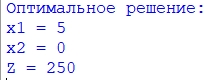 Оптимальное решение:
x1 = 5
x2 = 0
Z = 250